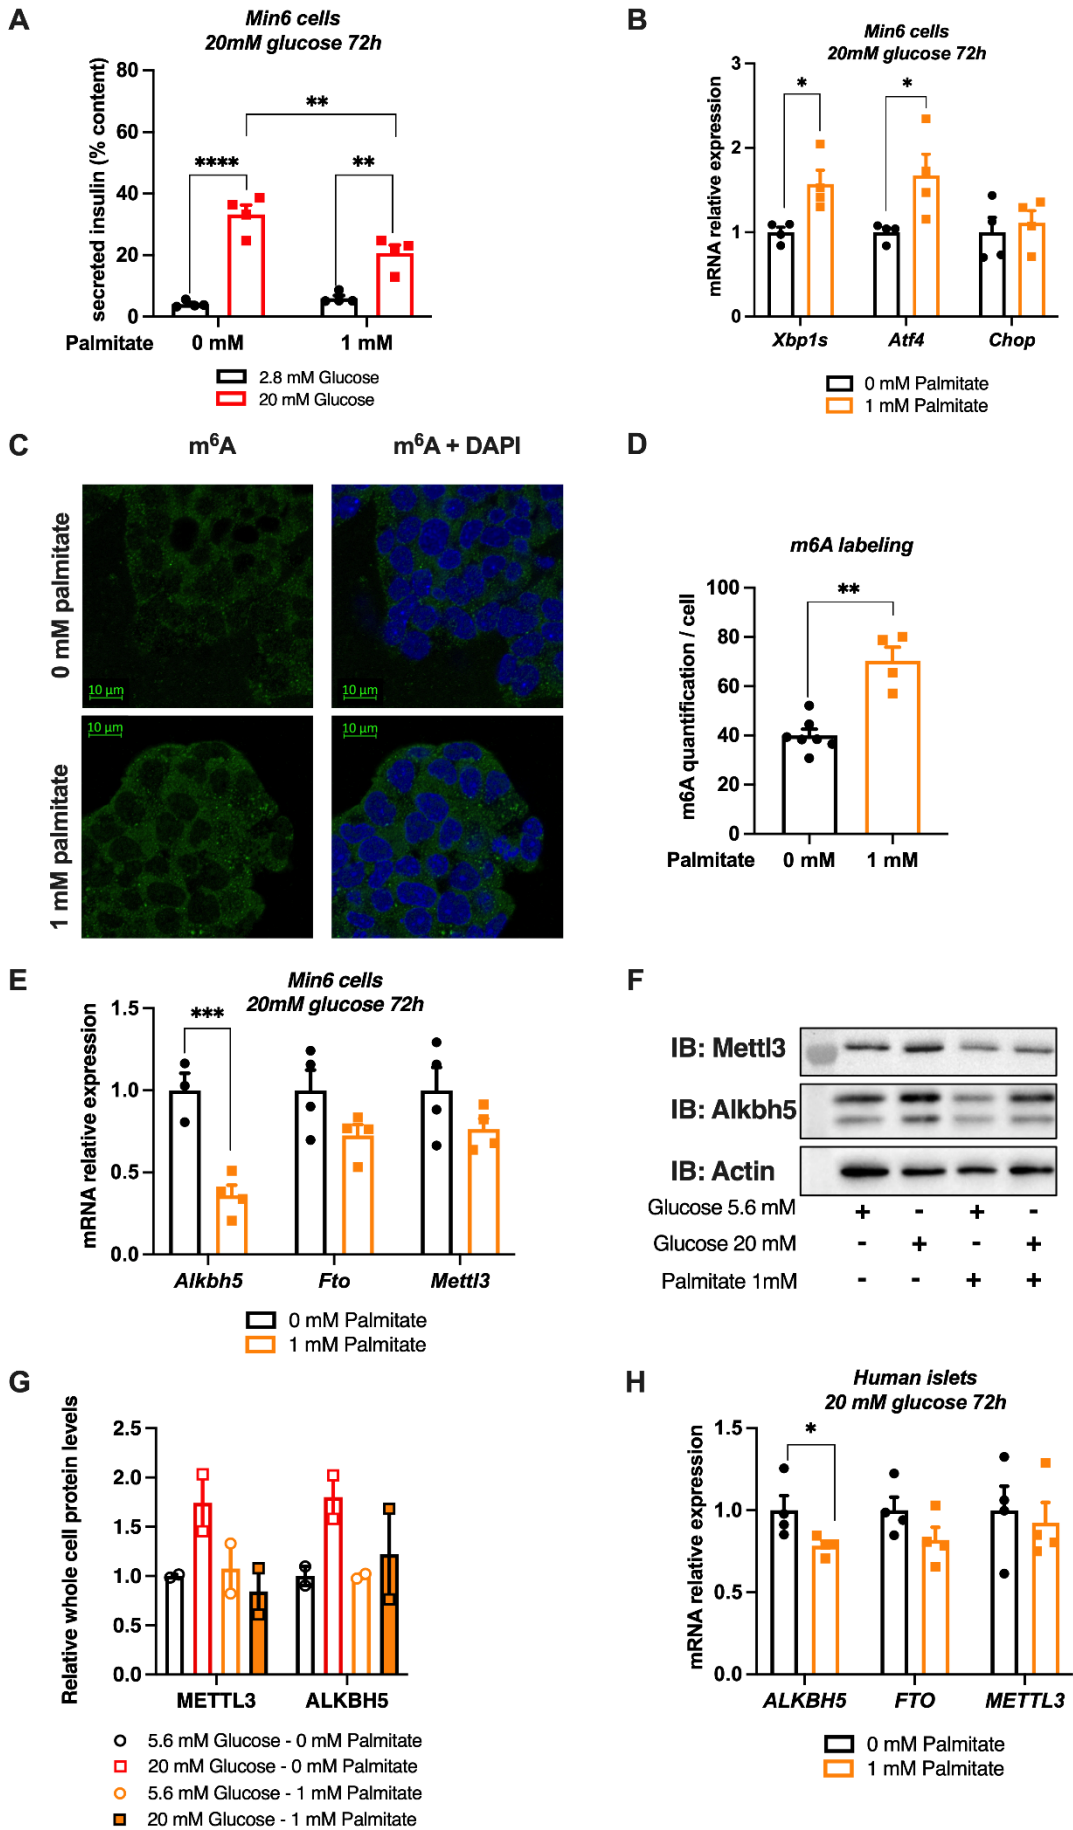 A
Min6 cells
20mM glucose 72h
secreted insulin (% content)
80
60
40
20
0
**
****
**
Palmitate 0 mM 1 mM
2.8 mM Glucose
20 mM Glucose
B
Min6 cells
20mM glucose 72h
mRNA relative expression
3
2
1
0
* *
Xbp1s Atf4 Chop
0 mM Palmitate
1 mM Palmitate
C
m6A m6A + DAPI
0 mM palmitate
10 µm 10 µm
1 mM palmitate
10 µm 10 µm
D
m6A labeling
m6A quantification / cell
100
80
60
40
20
0
**
Palmitate 0 mM 1 mM
E
Min6 cells
20mM glucose 72h
mRNA relative expression
1.5
1.0
0.5
0.0
***
Alkbh5 Fto Mettl3
0 mM Palmitate
1 mM Palmitate
F
IB: Mettl3
IB: Alkbh5
IB: Actin
Glucose 5.6 mM + - + -
Glucose 20 mM - + - +
Palmitate 1mM - - + +
G
Relative whole cell protein levels
2.5
2.0
1.5
1.0
0.5
0.0
METTL3 ALKBH5
5.6 mM Glucose - 0 mM Palmitate
20 mM Glucose - 0 mM Palmitate
5.6 mM Glucose - 1 mM Palmitate
20 mM Glucose - 1 mM Palmitate
H
Human islets
20 mM glucose 72h
mRNA relative expression
1.5
1.0
0.5
0.0
*
ALKBH5 FTO METTL3
0 mM Palmitate
1 mM Palmitate